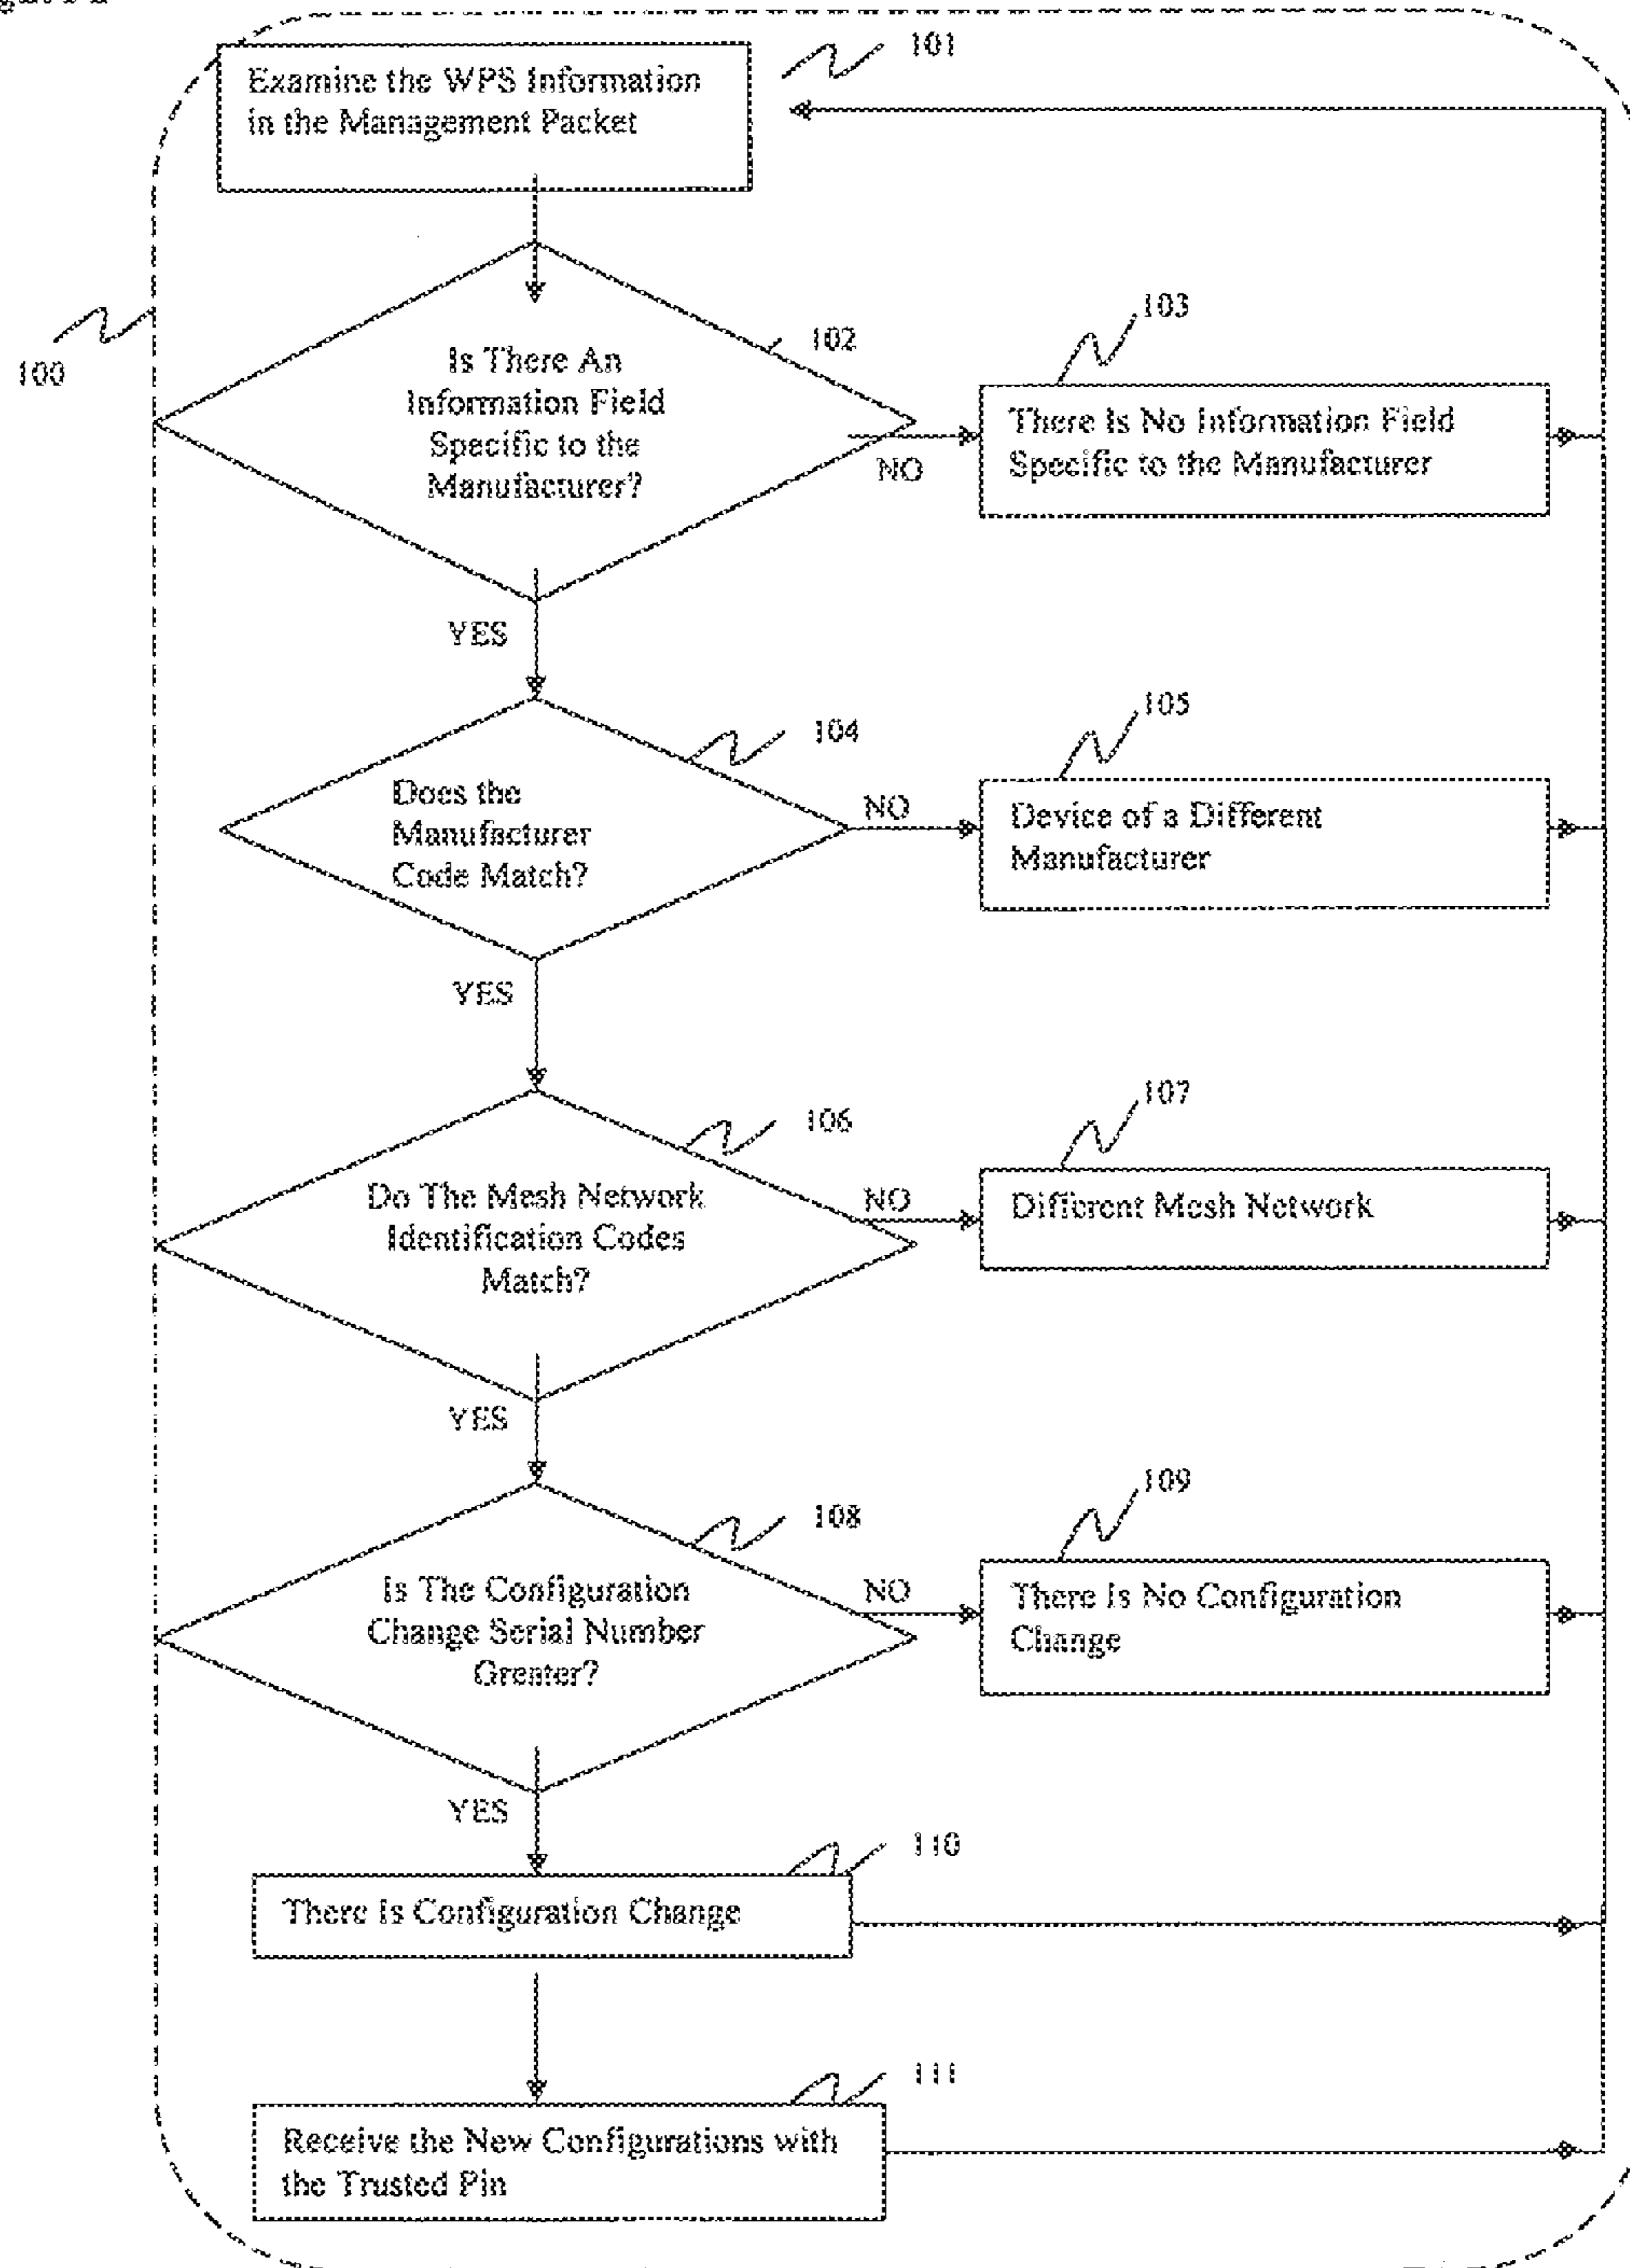 101
Examine the WPS Information
in the Management Packet
100
102
Is There An
Information Field
Specific to the
Manufacturer?
NO
103
There Is No Information Field
Specific to the Manufacturer
YES
104
Does the
Manufacturer
Code Match?
NO
105
Device of a Different
Manufacturer
YES
106
Do The Mesh Network
Identification Codes
Match?
NO
107
Different Mesh Network
YES
108
Is The Configuration
Change Serial Number
Greater?
NO
109
There Is No Configuration
Change
YES
110
There Is Configuration Change
111
Receive the New Configurations with
the Trusted Pin